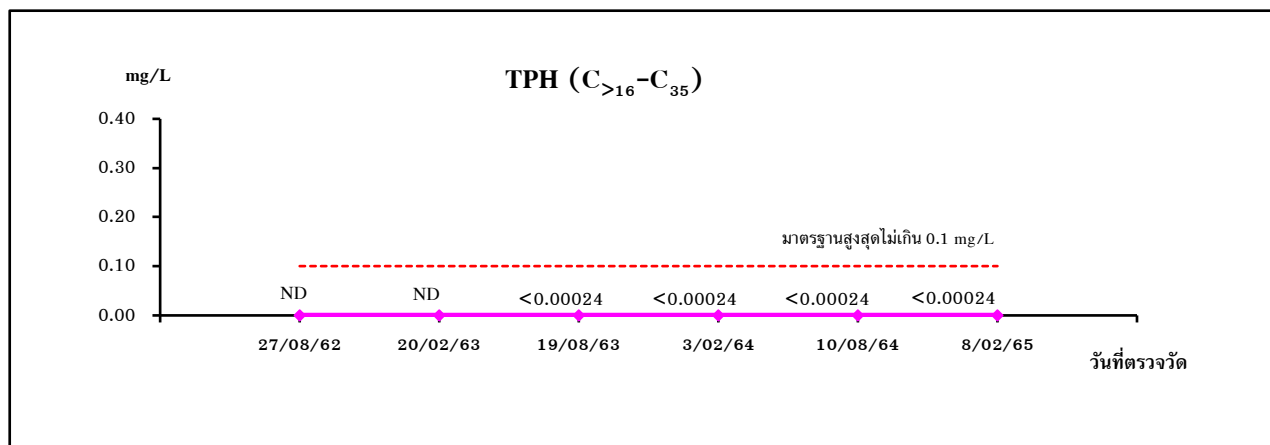 mg/L
TPH (C>16-C35)
0.40
0.30
0.20
มาตรฐานสูงสุดไม่เกิน 0.1 mg/L
0.10
ND ND <0.00024 <0.00024 <0.00024 <0.00024
0.00
27/08/62 20/02/63 19/08/63 3/02/64 10/08/64 8/02/65
วันที่ตรวจวัด